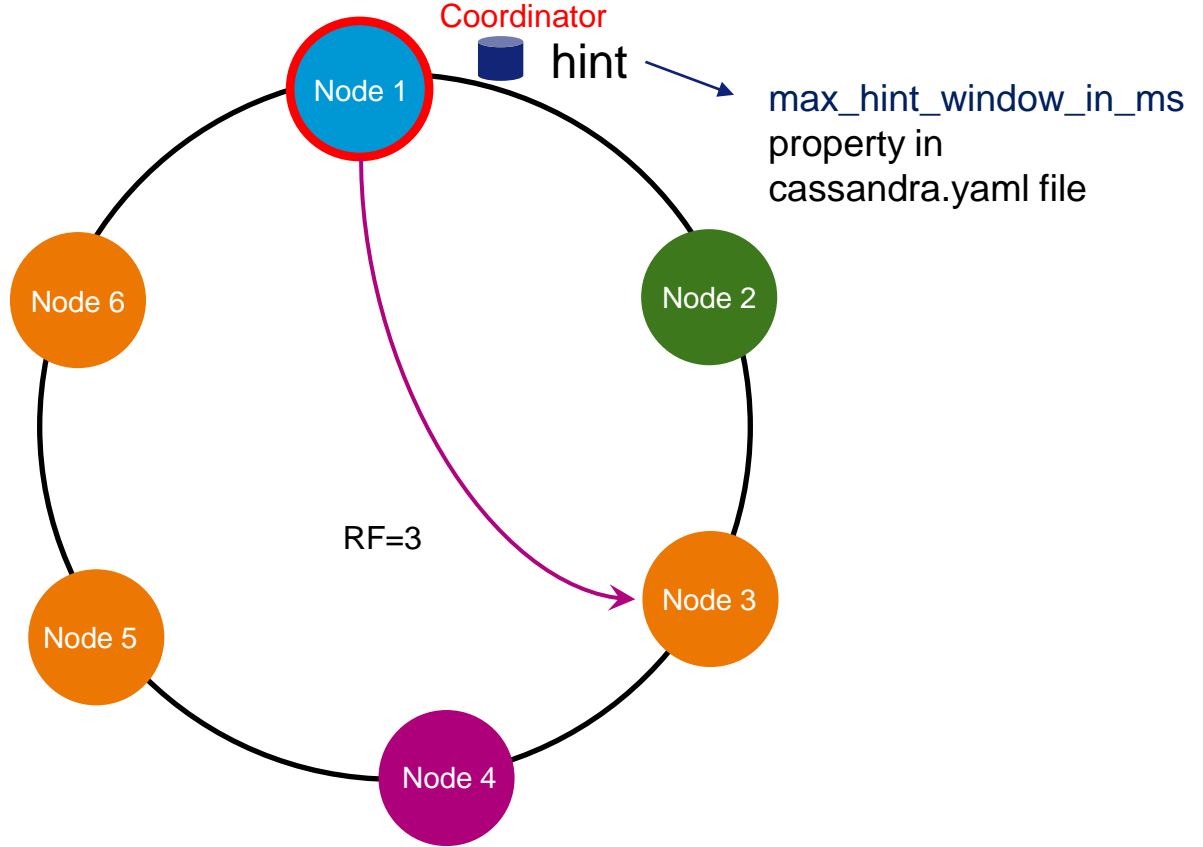 Coordinator
hint
Node 1
max_hint_window_in_ms
property in
cassandra.yaml file
Node 6
Node 2
RF=3
Node 3
Node 5
Node 4